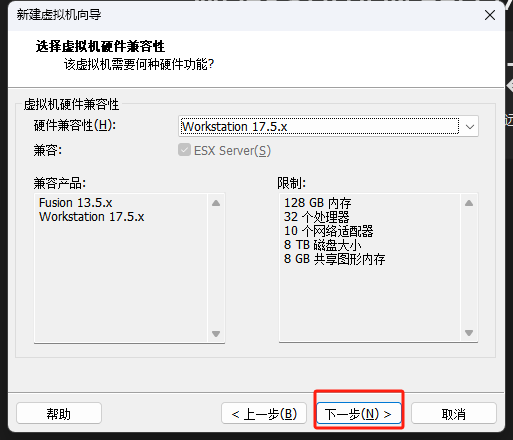 新建虚拟机向导
选择虚拟机硬件兼容性
该虚拟机需要何种硬件功能?
虚拟机硬件兼容性
硬件兼容性(H):
Workstation 17.5.x
兼容:
ESX Server(S)
兼容产品:
Fusion 13.5.x
Workstation 17.5.x
限制:
128 GB 内存
32 个处理器
10 个网络适配器
8 TB 磁盘大小
8 GB 共享图形内存
帮助
< 上一步(B)
下一步(N) >
取消